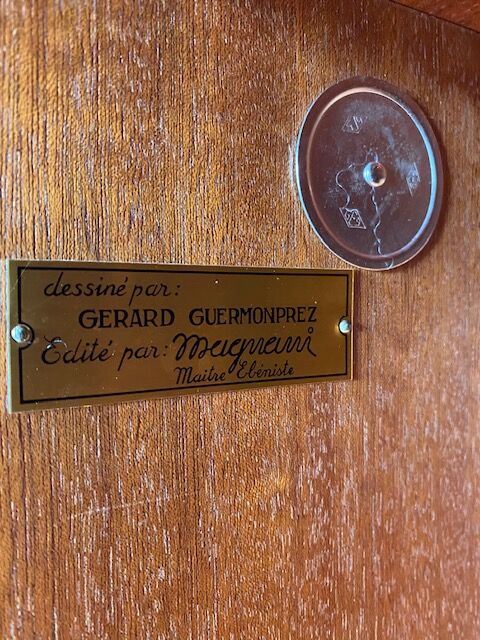 dessiné par:
GERARD GUERMONPREZ
Edité par: Magnani
Maitre Ebéniste